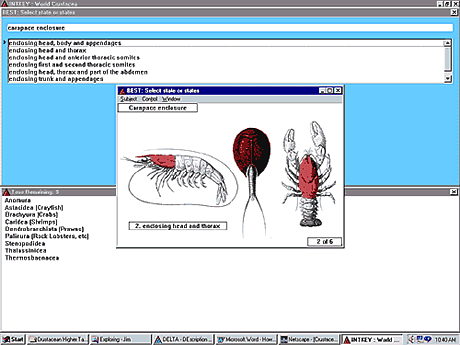 INTKEY : World Crustacea
BEST: Select state or states
carapace enclosure
enclosing head, body and appendages
enclosing head and thorax
enclosing head and anterior thoracic somites
enclosing first and second thoracic somites
enclosing head, thorax and part of the abdomen
enclosing trunk and appendages
BEST: Select state or states
Subject Control Window
Carapace enclosure
2. enclosing head and thorax
2 of 6
Taxa Remaining: 9
Anomura
Astacidea (Crayfish)
Brachyura (Crabs)
Caridea (Shrimps)
Dendrobranchiata (Prawns)
Palinura (Rock Lobsters, etc)
Stenopodidea
Thalassinidea
Thermosbaenacea
Start
Crustacean Higher Ta...
Exploring - Jim
DELTA - DEscription ...
Microsoft Word - How...
Netscape - [Crustace...
INTKEY : World C...
10:40 AM